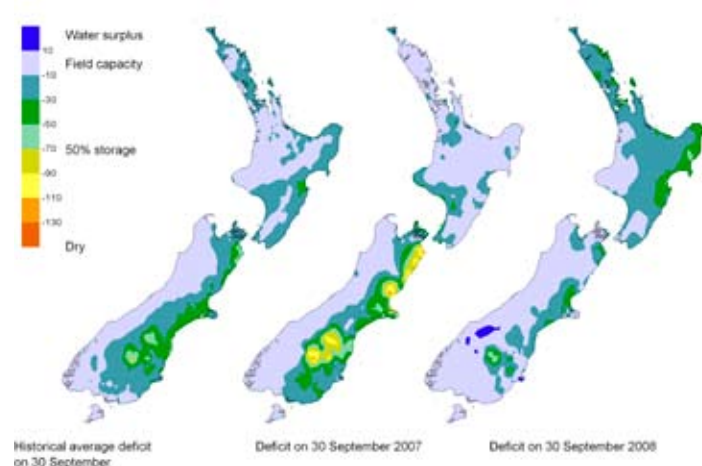 Water surplus
10
Field capacity
-10
-30
-50
50% storage
-70
-90
-110
-130
Dry
Historical average deficit
on 30 September
Deficit on 30 September 2007
Deficit on 30 September 2008